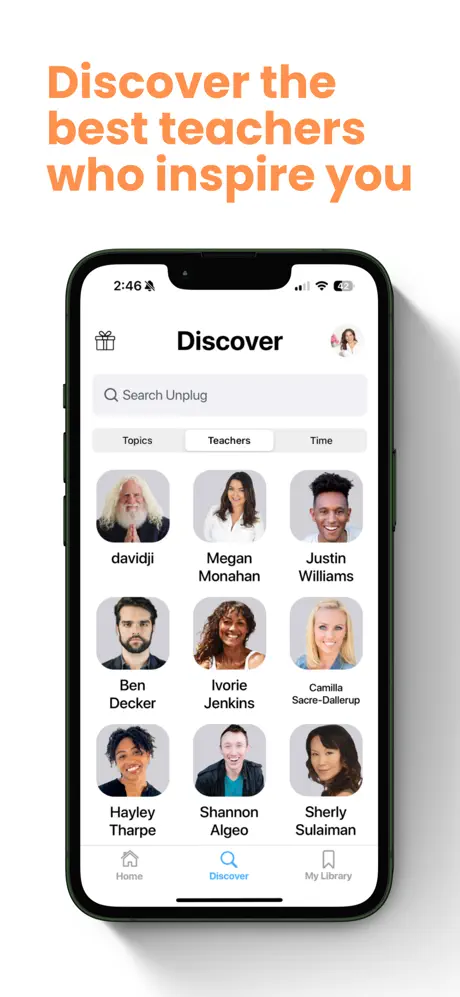 Discover the
best teachers
who inspire you
2:46
42
Discover
Search Unplug
Topics Teachers Time
davidji Megan Monahan Justin Williams
Ben Decker Ivorie Jenkins Camilla Sacre-Dallerup
Hayley Tharpe Shannon Algeo Sherly Sulaiman
Home Discover My Library